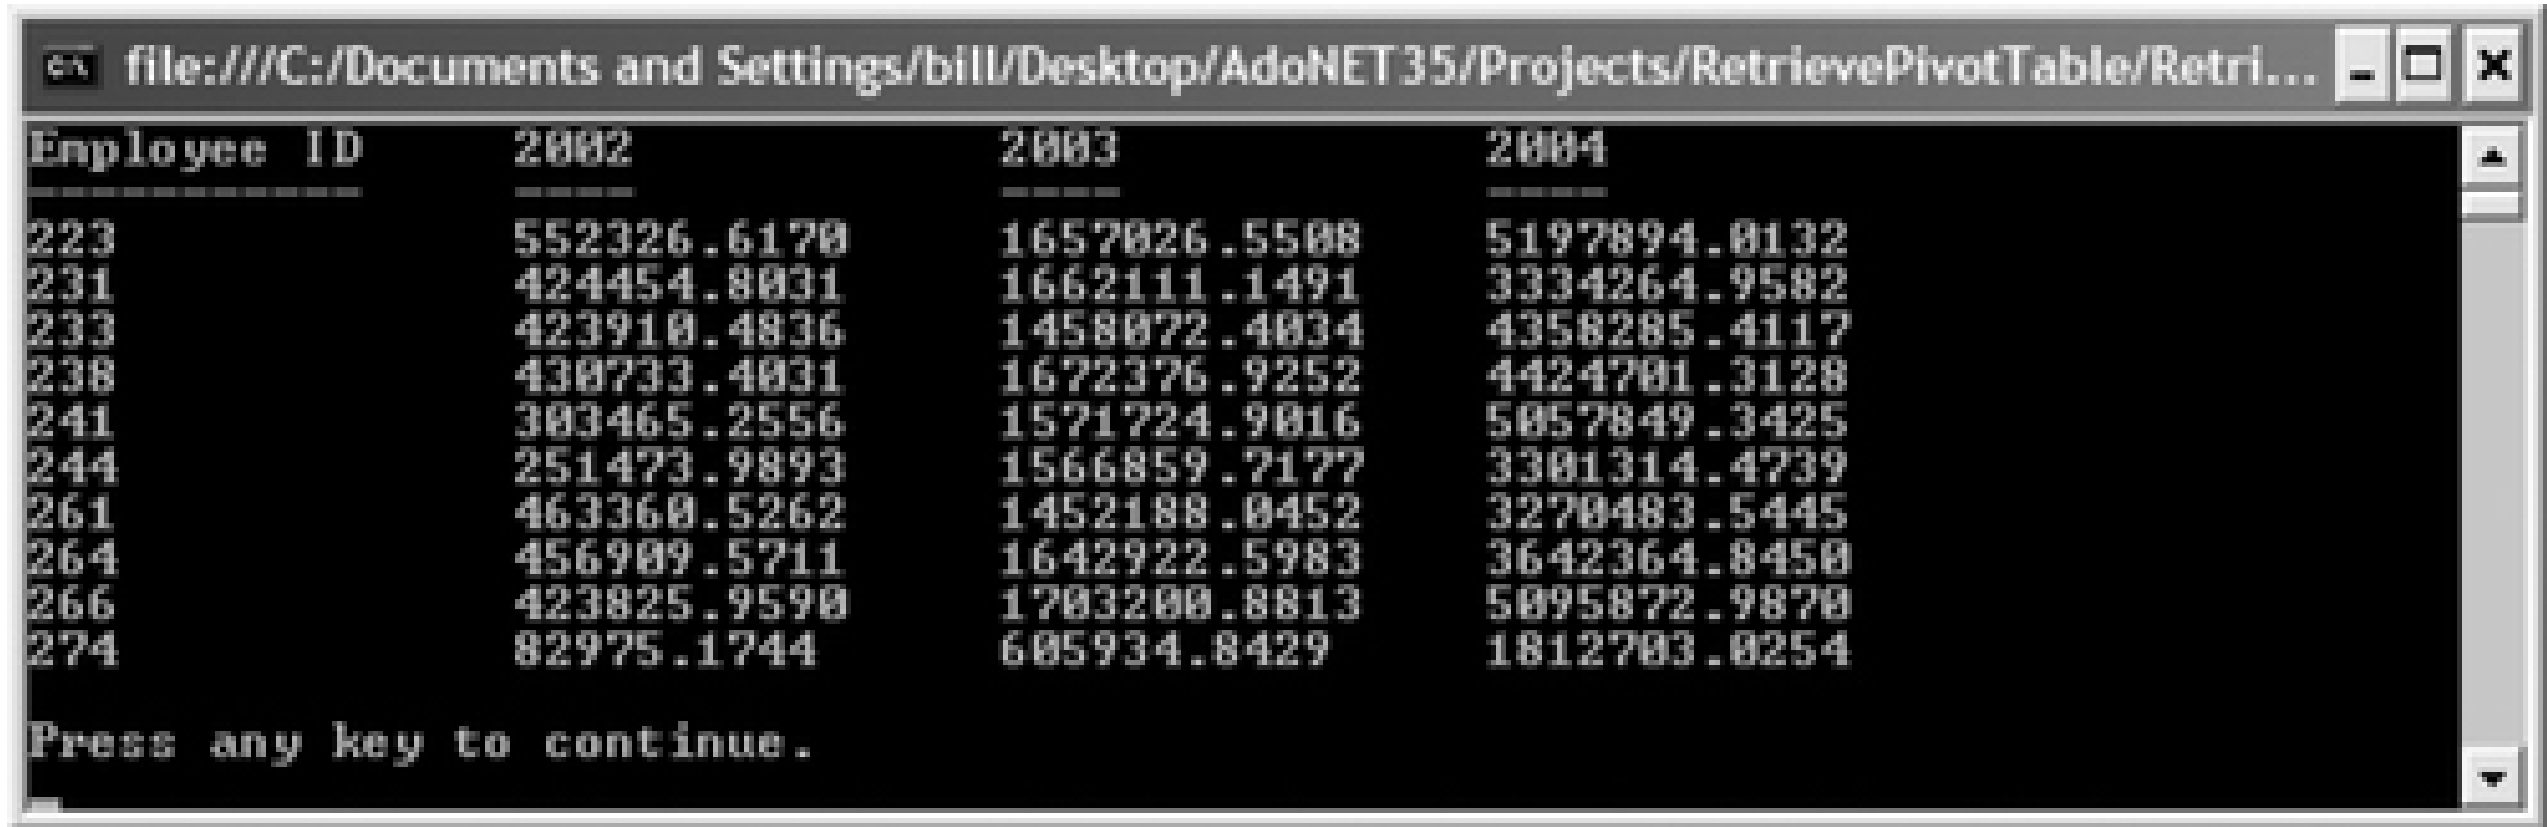 file:///C:/Documents and Settings/bill/Desktop/AdoNET35/Projects/RetrievePivotTable/Retri...
Employee ID 2002 2003 2004
----------- ---- ---- ----
223 552326.6170 1657026.5508 5197894.0132
231 424454.8031 1662111.1491 3334264.9582
233 423910.4836 1458072.4034 4358285.4117
238 430733.4031 1672376.9252 4424701.3128
241 303465.2556 1571724.9016 5057849.3425
244 251473.9893 1566859.7177 3301314.4739
261 463360.5262 1452188.0452 3270483.5445
264 456909.5711 1642922.5983 3642364.8450
266 423825.9590 1703200.8813 5095872.9870
274 82975.1744 605934.8429 1812703.0254
Press any key to continue.